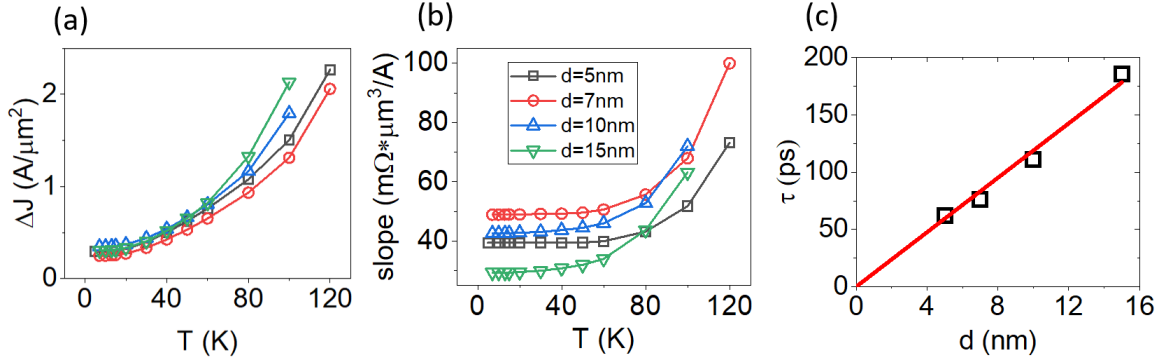 (a)
ΔJ (A/μm²)
2
1
0
0 40 80 120
T (K)
(b)
slope (mΩ*μm³/A)
100
80
60
40
d=5nm
d=7nm
d=10nm
d=15nm
0 40 80 120
T (K)
(c)
τ (ps)
200
150
100
50
0
0 4 8 12 16
d (nm)